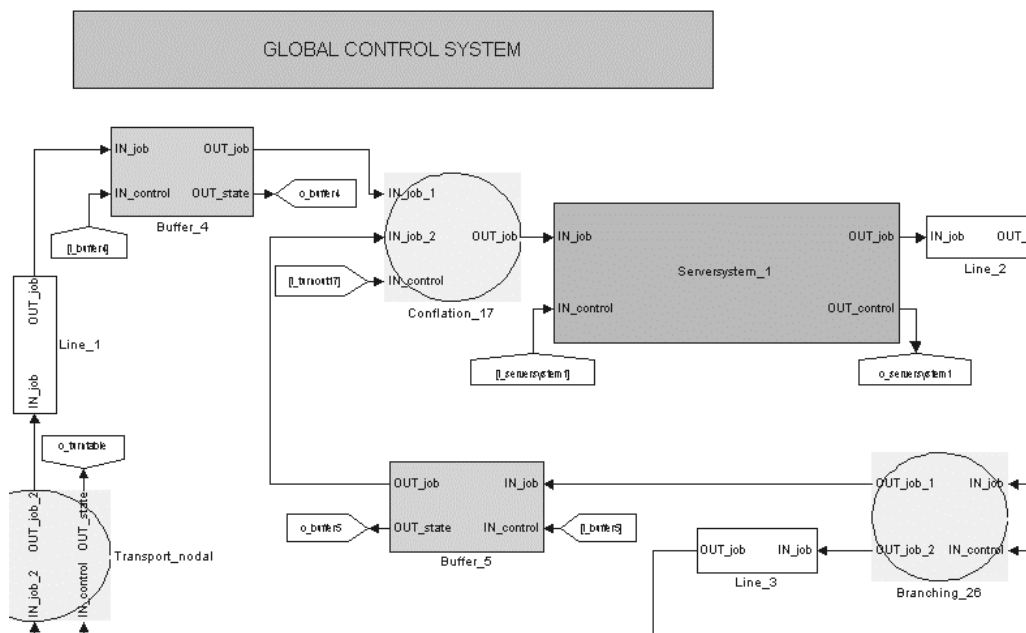 GLOBAL CONTROL SYSTEM
IN_job
OUT_job
IN_control
OUT_state
o_buffer4
Buffer_4
[i_buffer4]
IN_job_1
IN_job_2
OUT_job
IN_control
[i_turnout17]
Conflation_17
IN_job
OUT_job
Serversystem_1
IN_control
OUT_control
[i_serversystem1]
o_serversystem1
IN_job
Line_2
OUT_job
Line_1
IN_job
o_turntable
OUT_job_2
OUT_state
IN_job_2
IN_control
Transport_nodal
OUT_job
IN_job
OUT_state
IN_control
o_buffer5
[i_buffer5]
Buffer_5
OUT_job
IN_job
Line_3
OUT_job_1
IN_job
OUT_job_2
IN_control
Branching_26